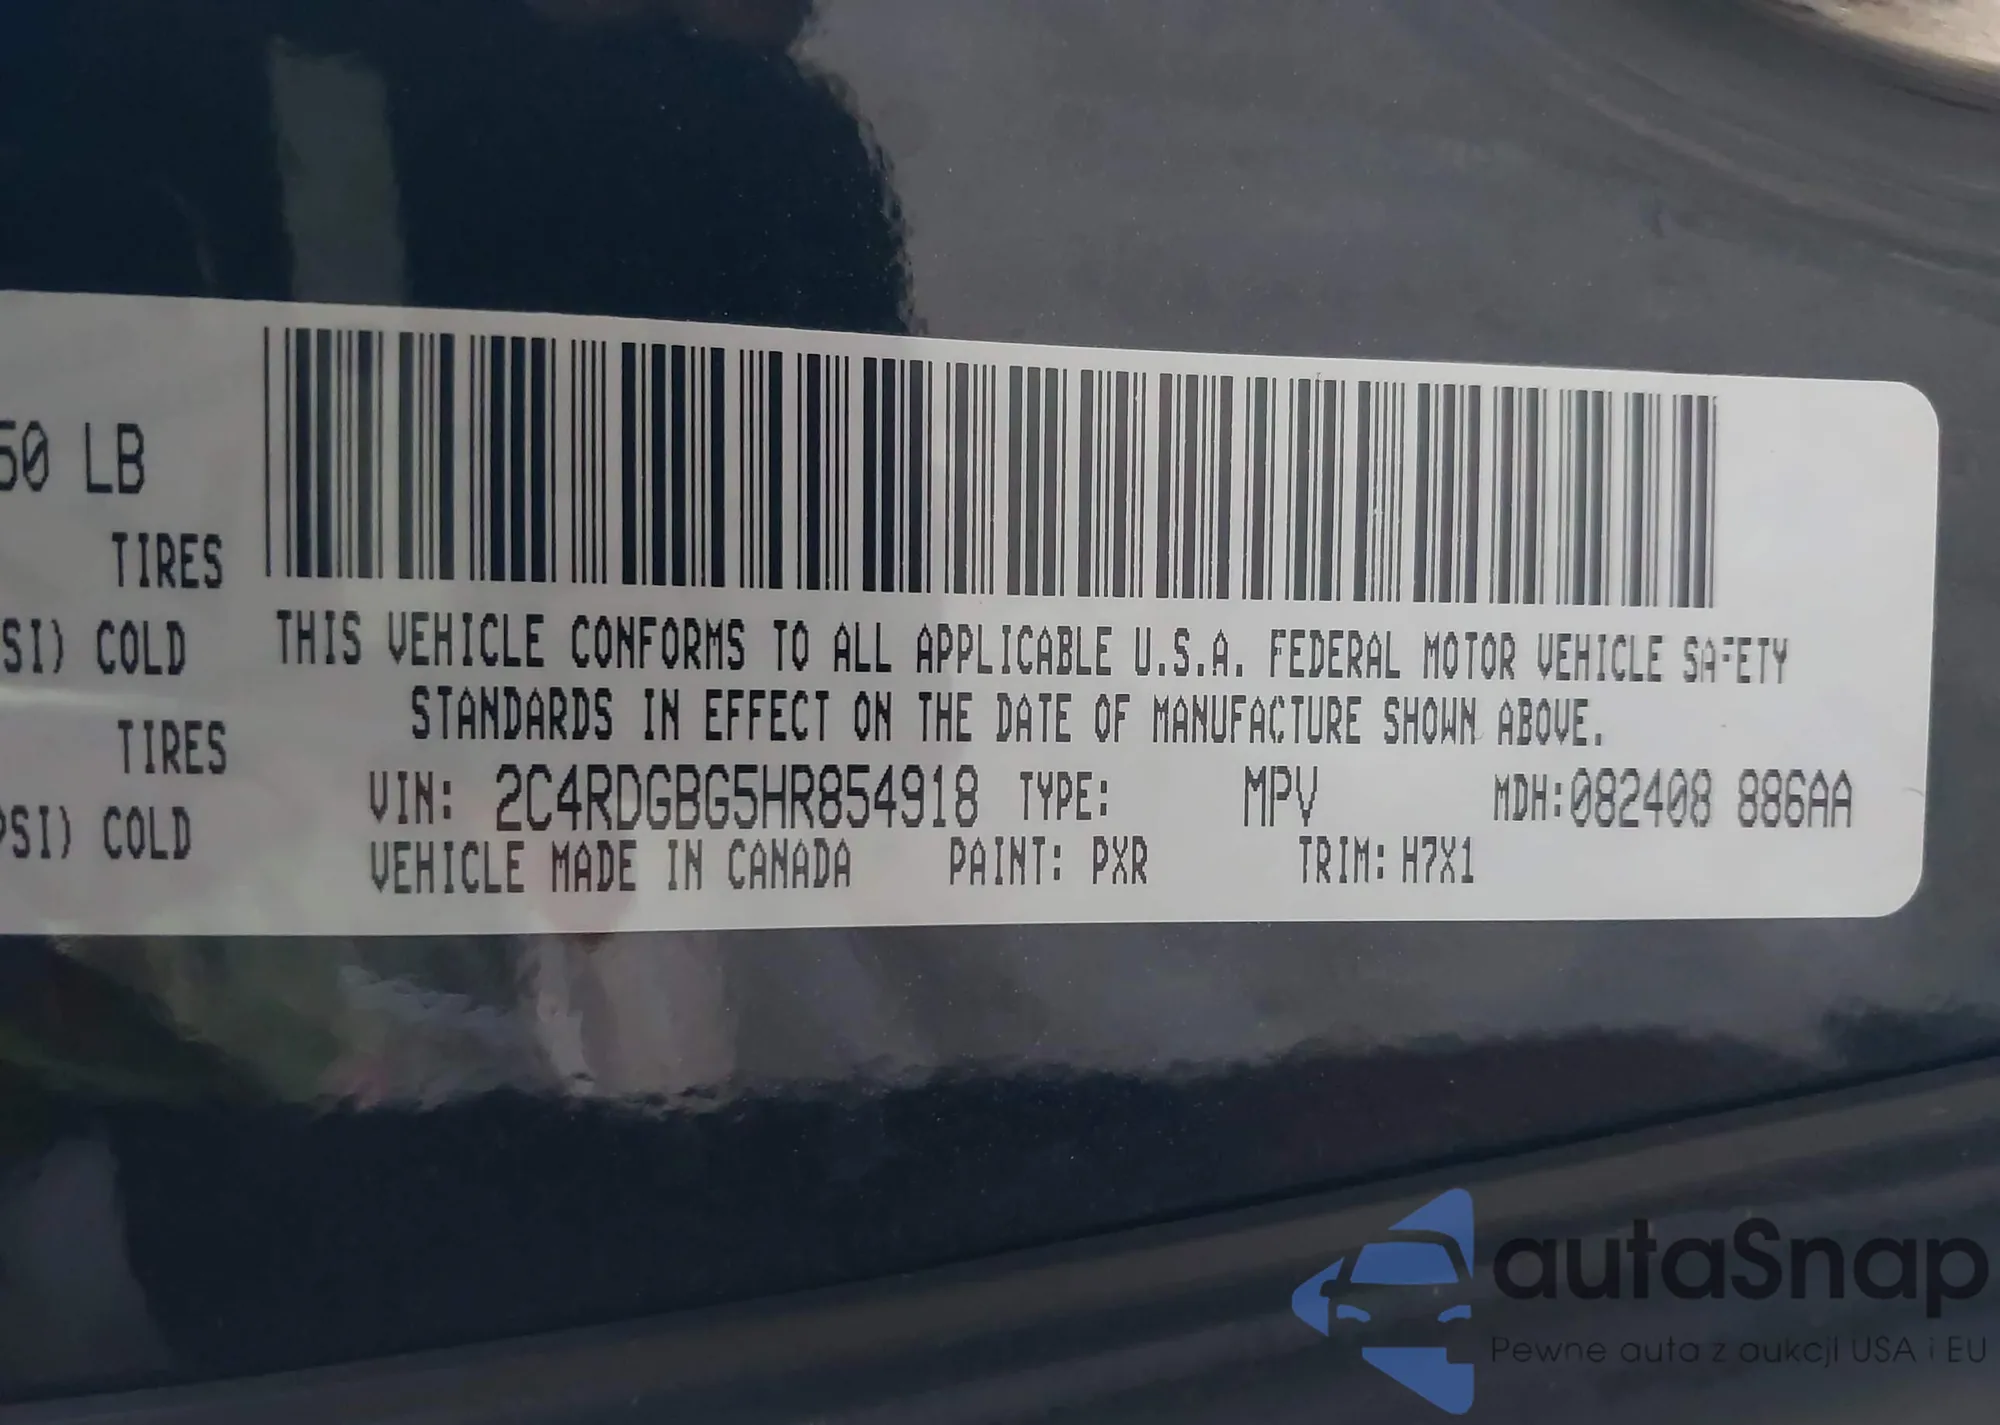 50 LB
TIRES
SI) COLD
THIS VEHICLE CONFORMS TO ALL APPLICABLE U.S.A. FEDERAL MOTOR VEHICLE SAFETY
STANDARDS IN EFFECT ON THE DATE OF MANUFACTURE SHOWN ABOVE.
TIRES
PSI) COLD
VIN: 2C4RDGBG5HR854918 TYPE: MPV MDH:082408 886AA
VEHICLE MADE IN CANADA PAINT: PXR TRIM: H7X1
autaSnap
Pewne auta z aukcji USA i EU